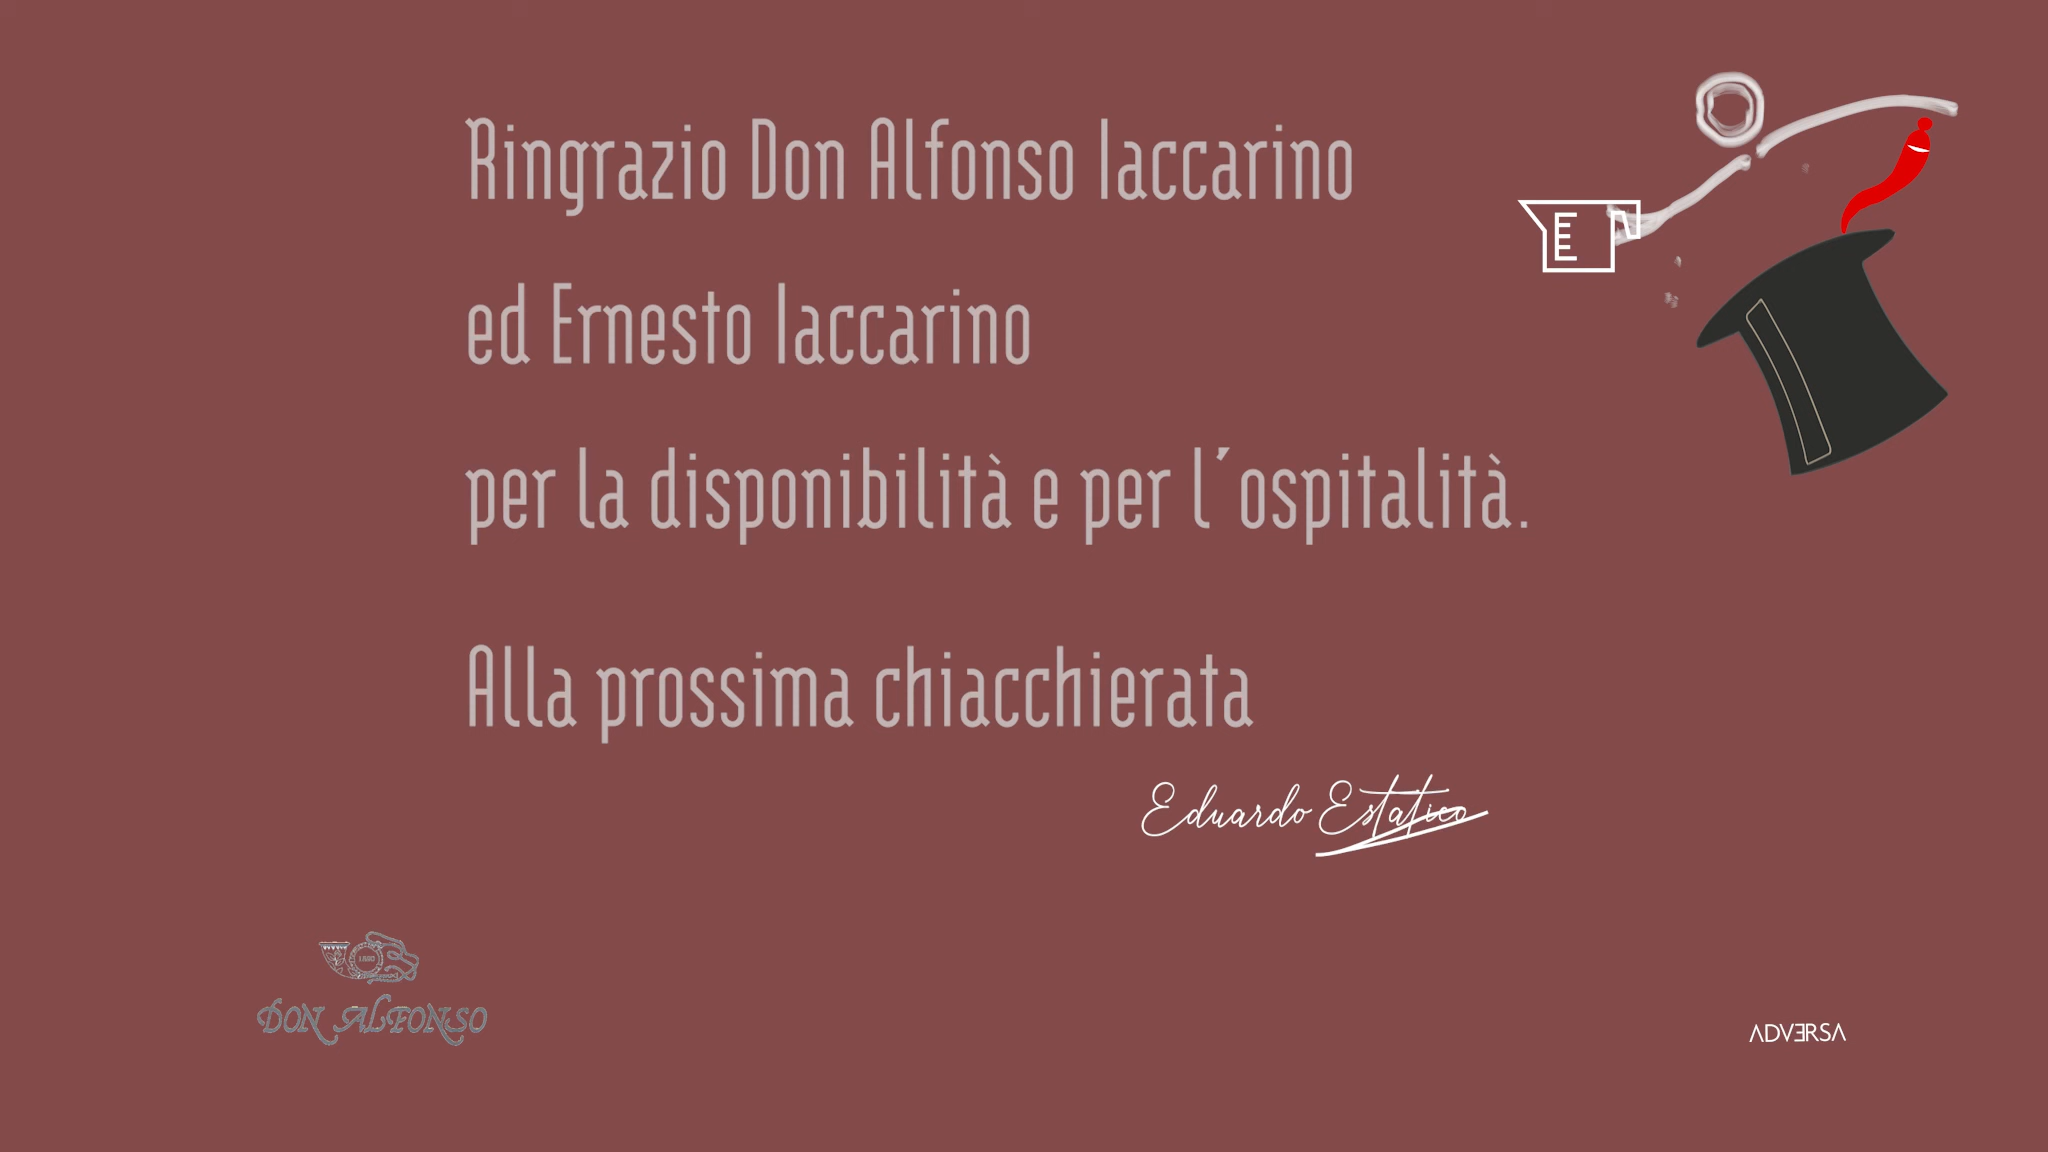 Ringrazio Don Alfonso Iaccarino
ed Ernesto Iaccarino
per la disponibilità e per l´ospitalità.
Alla prossima chiacchierata
Eduardo Estatico
1890
DON ALFONSO
ADVERSA